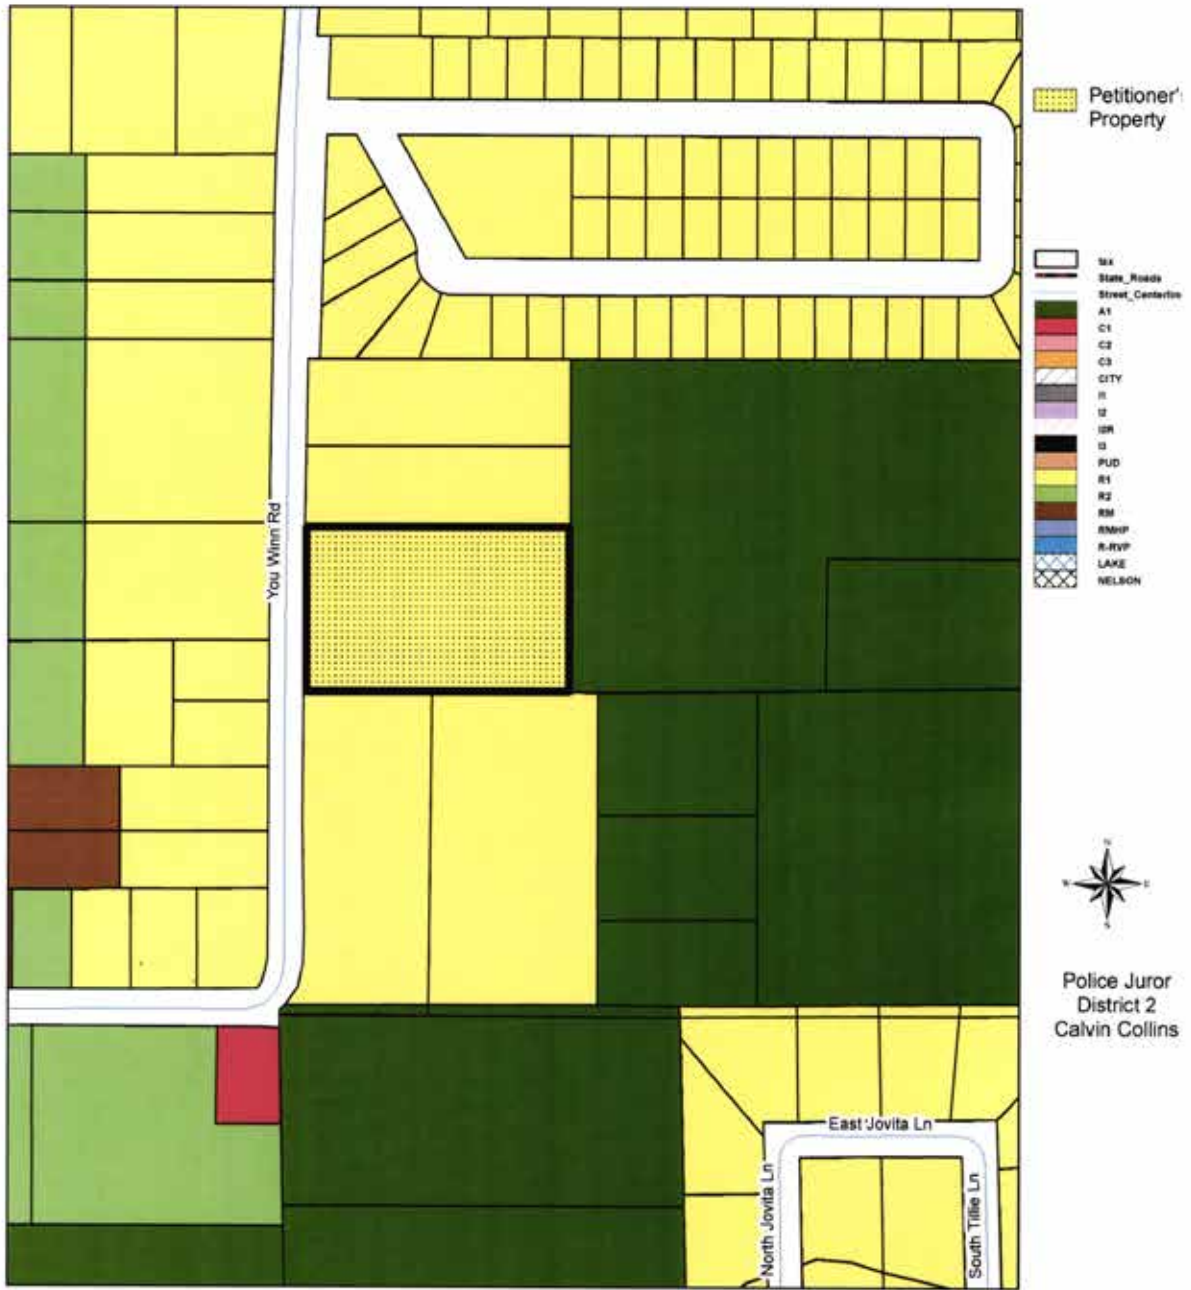 Petitioner'
Property
tax
State_Roads
Street_Centerline
A1
C1
C2
C3
CITY
I1
I2
I2R
I3
PUD
R1
R2
RM
RMHP
R-RVP
LAKE
NELSON
You Winn Rd
N
W
E
S
Police Juror
District 2
Calvin Collins
East Jovita Ln
North Jovita Ln
South Tillie Ln